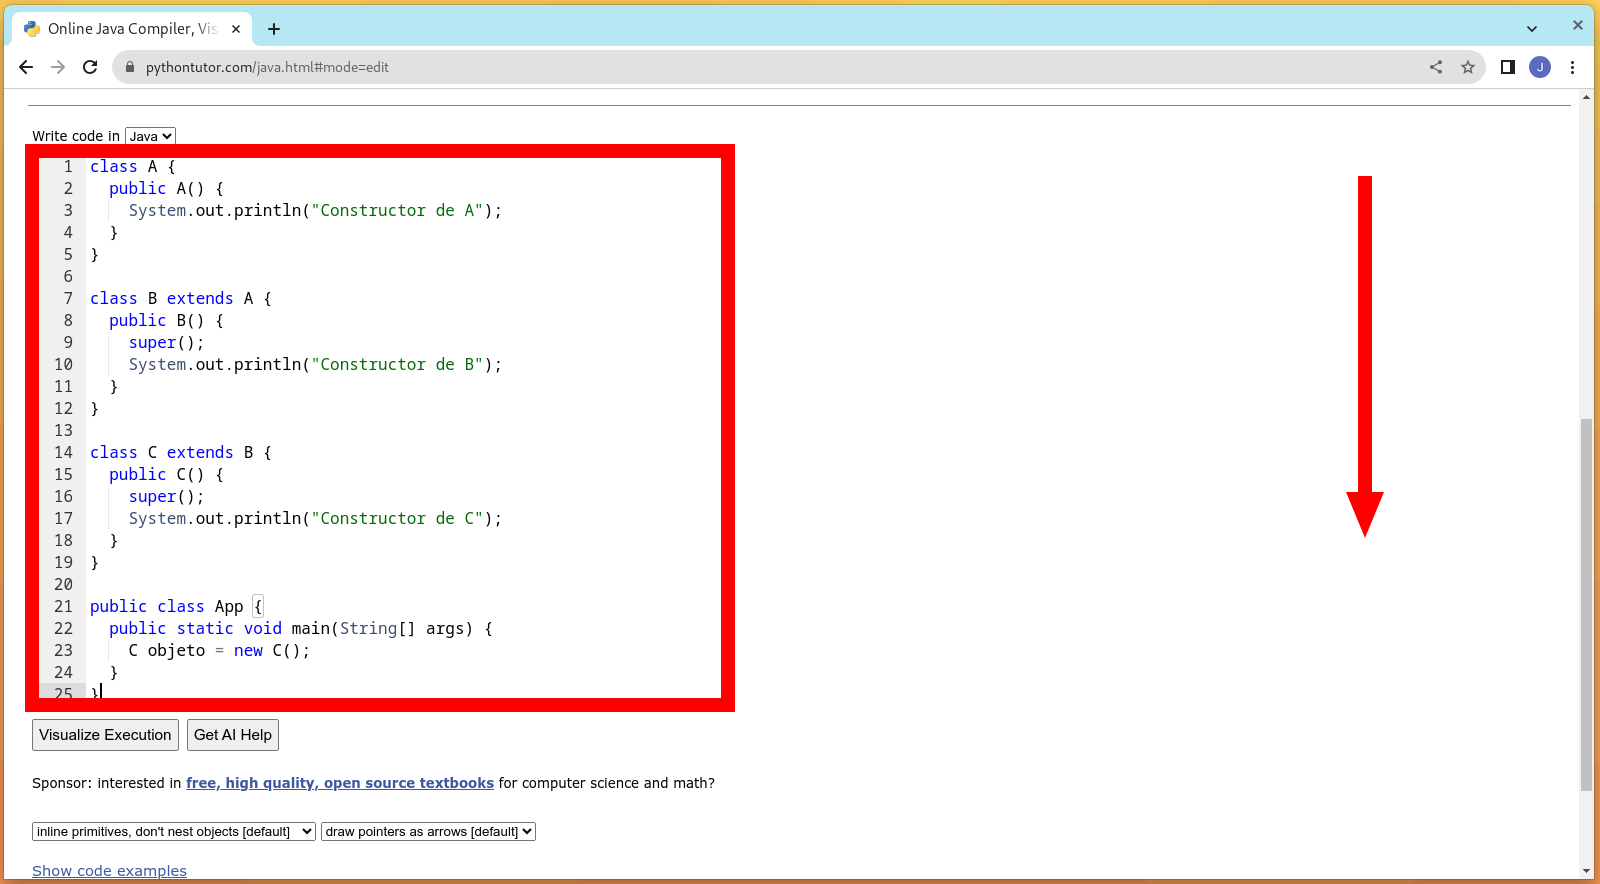 Online Java Compiler, Vis
pythontutor.com/java.html#mode=edit
J
Write code in Java
1 class A {
2   public A() {
3     System.out.println("Constructor de A");
4   }
5 }
6
7 class B extends A {
8   public B() {
9     super();
10     System.out.println("Constructor de B");
11   }
12 }
13
14 class C extends B {
15   public C() {
16     super();
17     System.out.println("Constructor de C");
18   }
19 }
20
21 public class App {
22   public static void main(String[] args) {
23     C objeto = new C();
24   }
25 }
Visualize Execution Get AI Help
Sponsor: interested in free, high quality, open source textbooks for computer science and math?
inline primitives, don't nest objects [default] draw pointers as arrows [default]
Show code examples